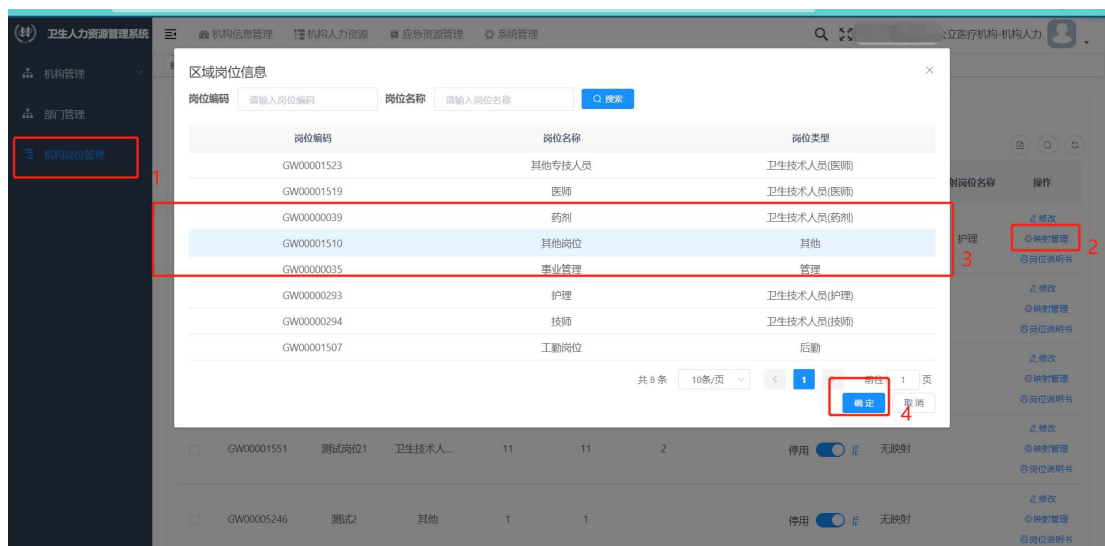 卫生人力资源管理系统 机构信息管理 机构人力资源 应急资源管理 系统管理 公立医疗机构-机构人力
机构管理
部门管理
机构岗位管理
1
区域岗位信息 ×
岗位编码 请输入岗位编码 岗位名称 请输入岗位名称 搜索
岗位编码 岗位名称 岗位类型
GW00001523 其他专技人员 卫生技术人员(医师)
GW00001519 医师 卫生技术人员(医师)
GW00000039 药剂 卫生技术人员(药剂)
GW00001510 其他岗位 其他
GW00000035 事业管理 管理
GW00000293 护理 卫生技术人员(护理)
GW00000294 技师 卫生技术人员(技师)
GW00001507 工勤岗位 后勤
共 8 条 10条/页 < 1 > 前往 1 页
确定 取消
4
射岗位名称 操作
修改
护理 映射管理 2
3 岗位说明书
修改
映射管理
岗位说明书
修改
映射管理
岗位说明书
修改
GW00001551 测试岗位1 卫生技术人... 11 11 2 停用 无映射 映射管理
岗位说明书
修改
GW00005246 测试2 其他 1 1 停用 无映射 映射管理
岗位说明书